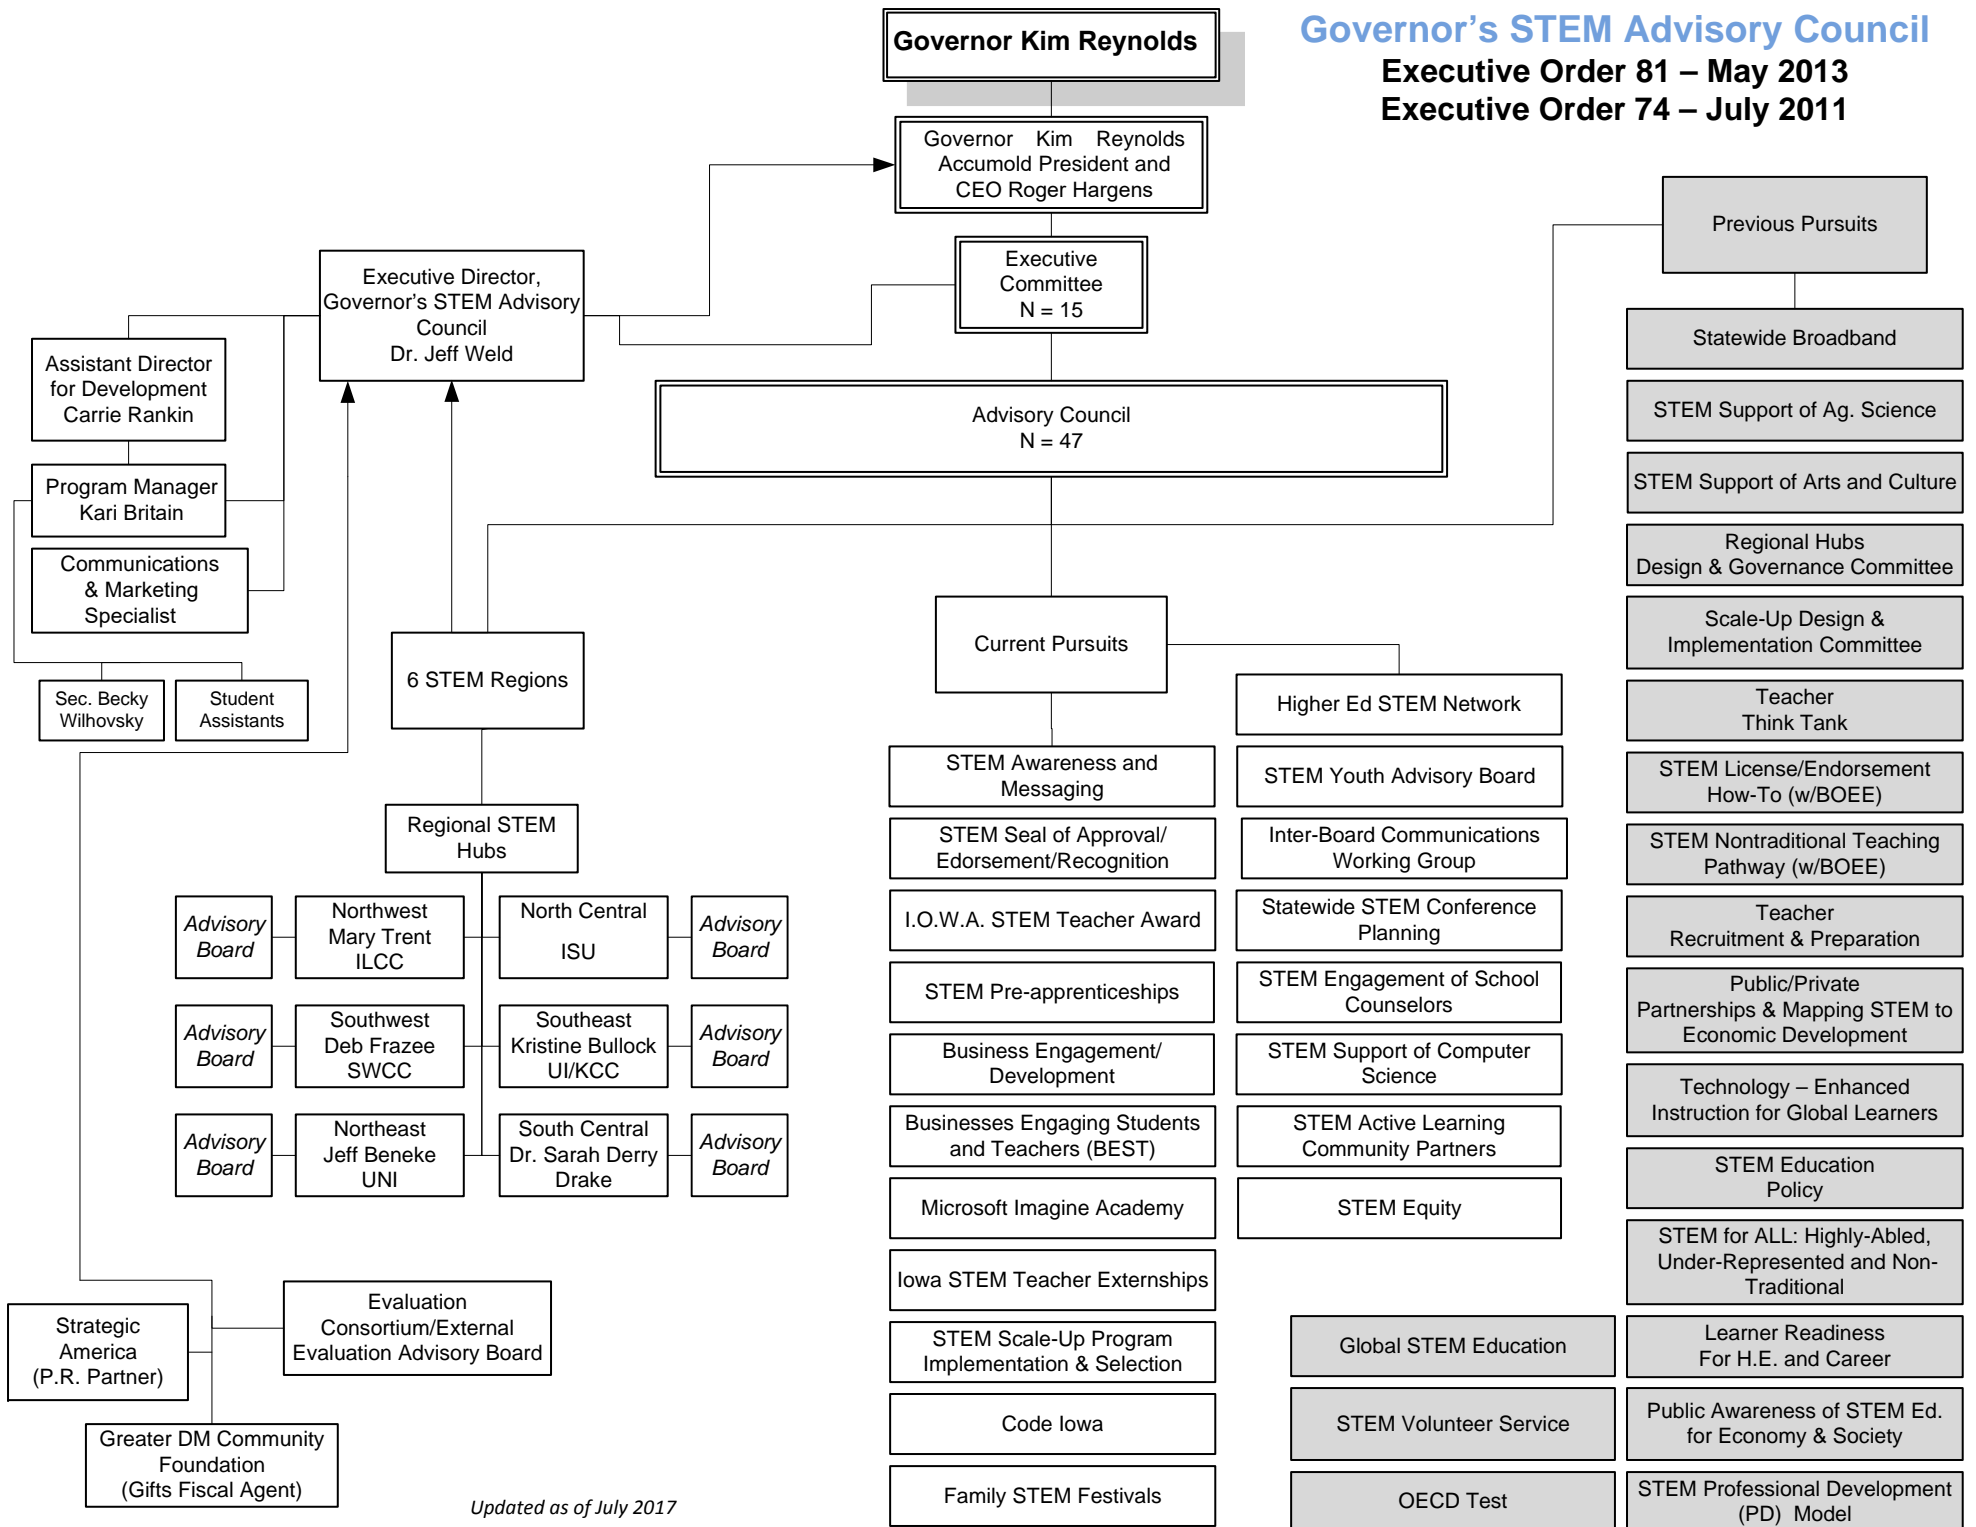 Governor Kim Reynolds
Governor's STEM Advisory Council
Executive Order 81 – May 2013
Executive Order 74 – July 2011
Governor Kim Reynolds
Accumold President and
CEO Roger Hargens
Executive
Committee
N = 15
Executive Director,
Governor's STEM Advisory
Council
Dr. Jeff Weld
Advisory Council
N = 47
Assistant Director
for Development
Carrie Rankin
Program Manager
Kari Britain
Communications
& Marketing
Specialist
Sec. Becky
Wilhovsky
Student
Assistants
6 STEM Regions
Regional STEM
Hubs
Advisory
Board
Northwest
Mary Trent
ILCC
North Central
ISU
Advisory
Board
Advisory
Board
Southwest
Deb Frazee
SWCC
Southeast
Kristine Bullock
UI/KCC
Advisory
Board
Advisory
Board
Northeast
Jeff Beneke
UNI
South Central
Dr. Sarah Derry
Drake
Advisory
Board
Strategic
America
(P.R. Partner)
Evaluation
Consortium/External
Evaluation Advisory Board
Greater DM Community
Foundation
(Gifts Fiscal Agent)
Updated as of July 2017
Current Pursuits
STEM Awareness and
Messaging
STEM Seal of Approval/
Edorsement/Recognition
I.O.W.A. STEM Teacher Award
STEM Pre-apprenticeships
Business Engagement/
Development
Businesses Engaging Students
and Teachers (BEST)
Microsoft Imagine Academy
Iowa STEM Teacher Externships
STEM Scale-Up Program
Implementation & Selection
Code Iowa
Family STEM Festivals
Higher Ed STEM Network
STEM Youth Advisory Board
Inter-Board Communications
Working Group
Statewide STEM Conference
Planning
STEM Engagement of School
Counselors
STEM Support of Computer
Science
STEM Active Learning
Community Partners
STEM Equity
Previous Pursuits
Statewide Broadband
STEM Support of Ag. Science
STEM Support of Arts and Culture
Regional Hubs
Design & Governance Committee
Scale-Up Design &
Implementation Committee
Teacher
Think Tank
STEM License/Endorsement
How-To (w/BOEE)
STEM Nontraditional Teaching
Pathway (w/BOEE)
Teacher
Recruitment & Preparation
Public/Private
Partnerships & Mapping STEM to
Economic Development
Technology – Enhanced
Instruction for Global Learners
STEM Education
Policy
STEM for ALL: Highly-Abled,
Under-Represented and Non-
Traditional
Learner Readiness
For H.E. and Career
Public Awareness of STEM Ed.
for Economy & Society
STEM Professional Development
(PD) Model
Global STEM Education
STEM Volunteer Service
OECD Test